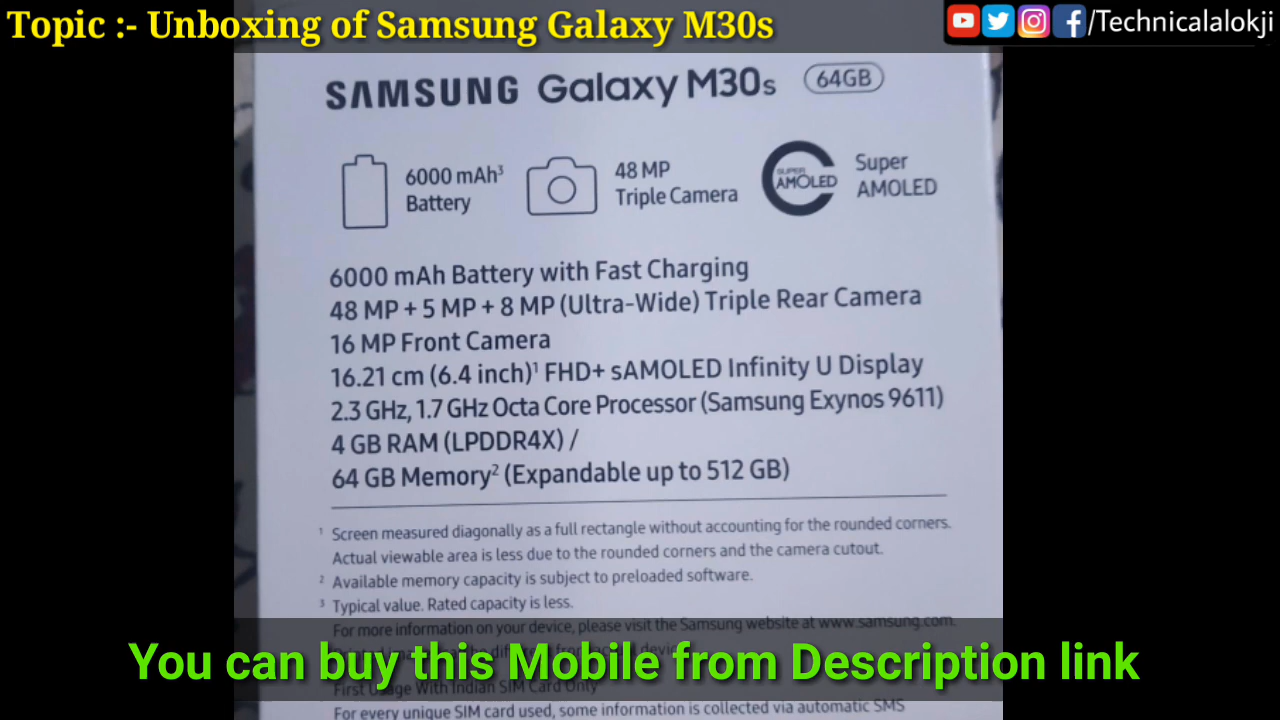 Topic :- Unboxing of Samsung Galaxy M30s
/Technicalalokji
SAMSUNG Galaxy M30s 64GB
6000 mAh³
Battery
48 MP
Triple Camera
SUPER
AMOLED
Super
AMOLED
6000 mAh Battery with Fast Charging
48 MP + 5 MP + 8 MP (Ultra-Wide) Triple Rear Camera
16 MP Front Camera
16.21 cm (6.4 inch)¹ FHD+ sAMOLED Infinity U Display
2.3 GHz, 1.7 GHz Octa Core Processor (Samsung Exynos 9611)
4 GB RAM (LPDDR4X) /
64 GB Memory² (Expandable up to 512 GB)
¹ Screen measured diagonally as a full rectangle without accounting for the rounded corners.
Actual viewable area is less due to the rounded corners and the camera cutout.
² Available memory capacity is subject to preloaded software.
³ Typical value. Rated capacity is less.
For more information on your device, please visit the Samsung website at www.samsung.com.
You can buy this Mobile from Description link
First Usage With Indian SIM Card Only
For every unique SIM card used, some information is collected via automatic SMS